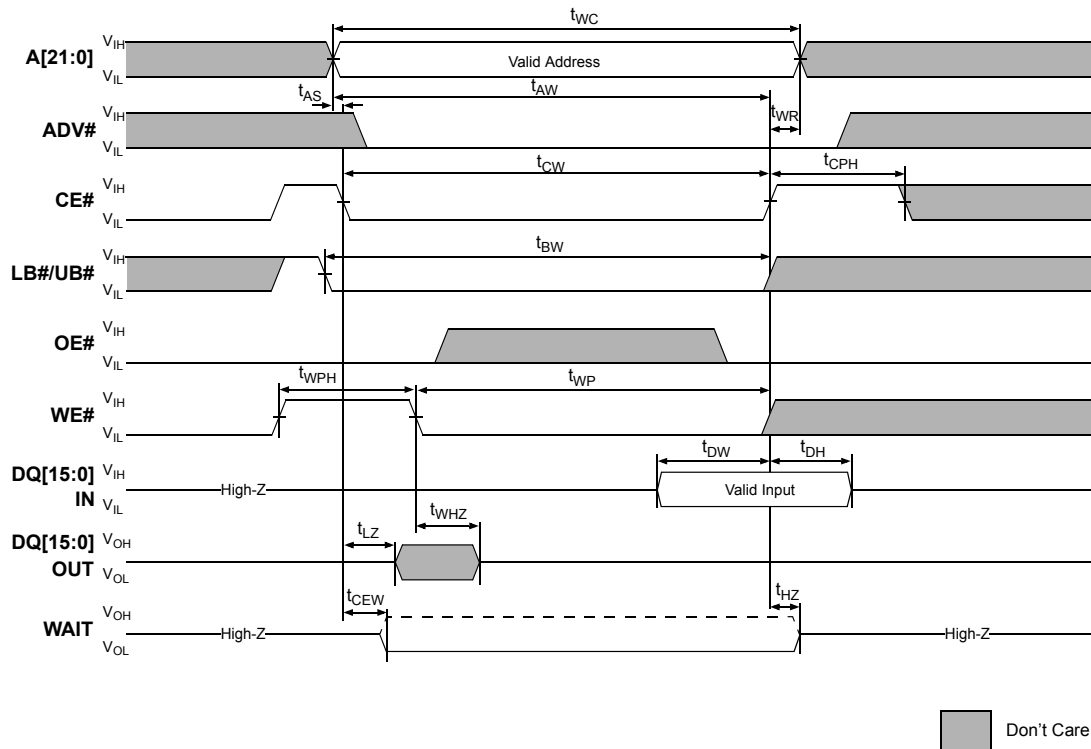 tWC
A[21:0] VIH
VIL
Valid Address
tAS
tAW
ADV# VIH
VIL
tWR
tCW
tCPH
CE# VIH
VIL
tBW
LB#/UB# VIH
VIL
OE# VIH
VIL
tWPH
tWP
WE# VIH
VIL
tDW
tDH
DQ[15:0] IN VIH
VIL
High-Z
Valid Input
tWHZ
tLZ
DQ[15:0] OUT VOH
VOL
tHZ
tCEW
WAIT VOH
VOL
High-Z
High-Z
Don't Care